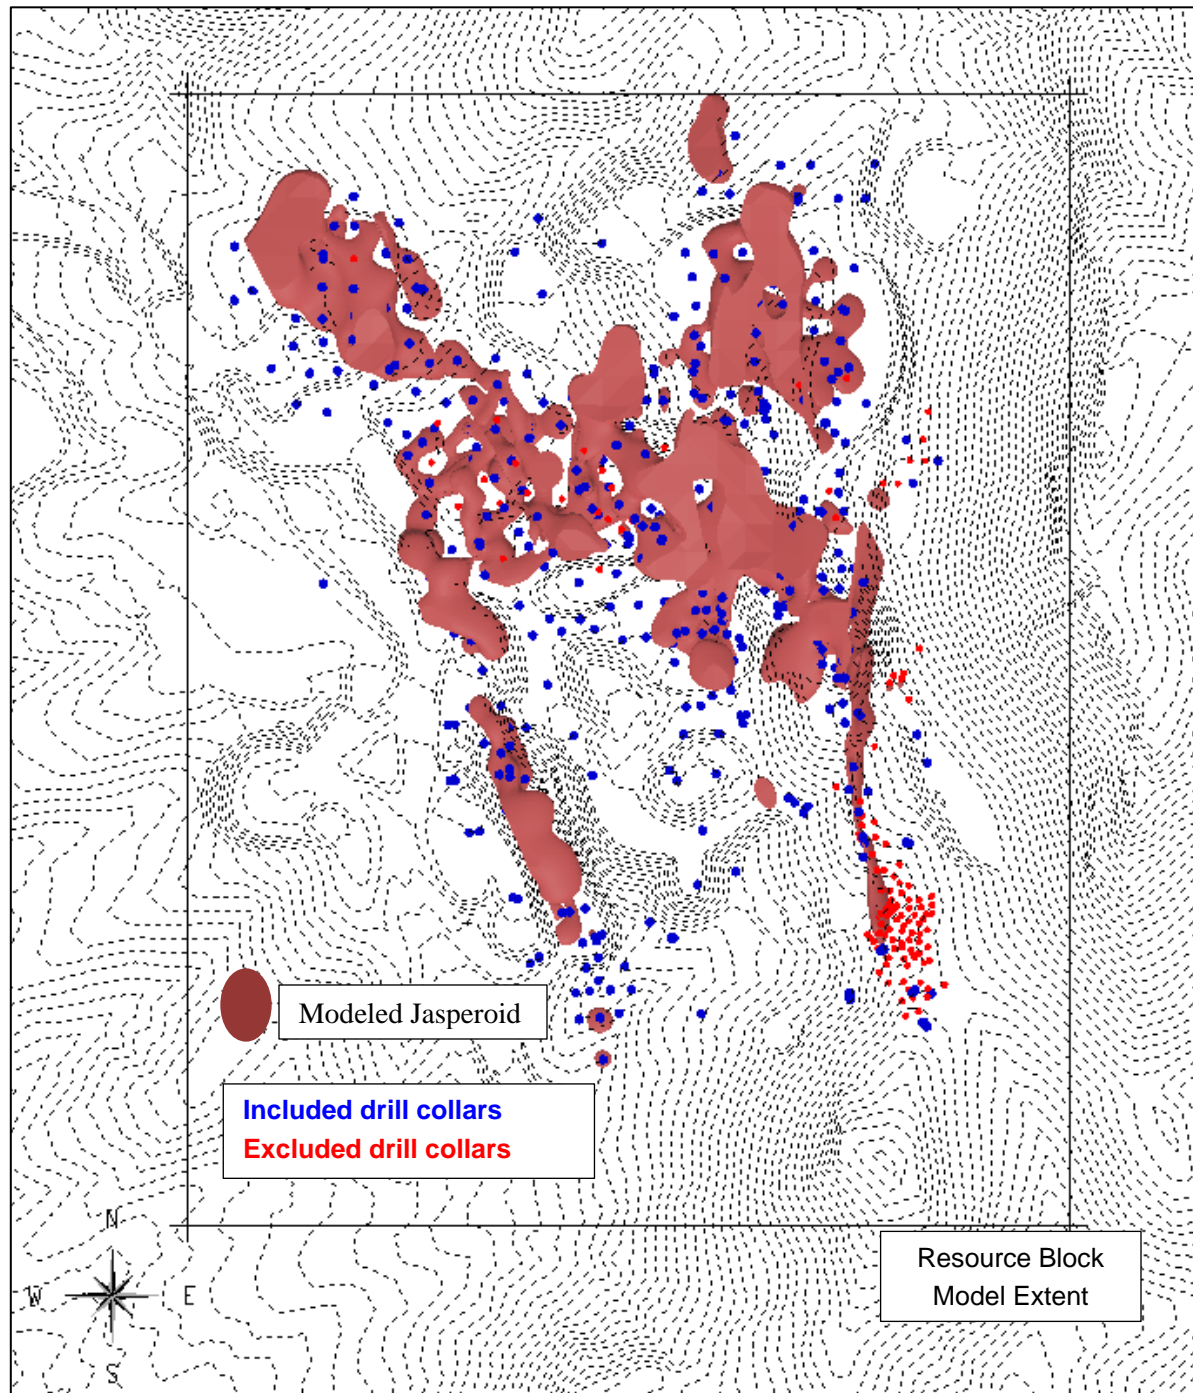 Modeled Jasperoid
Included drill collars
Excluded drill collars
N
W
E
S
Resource Block
Model Extent